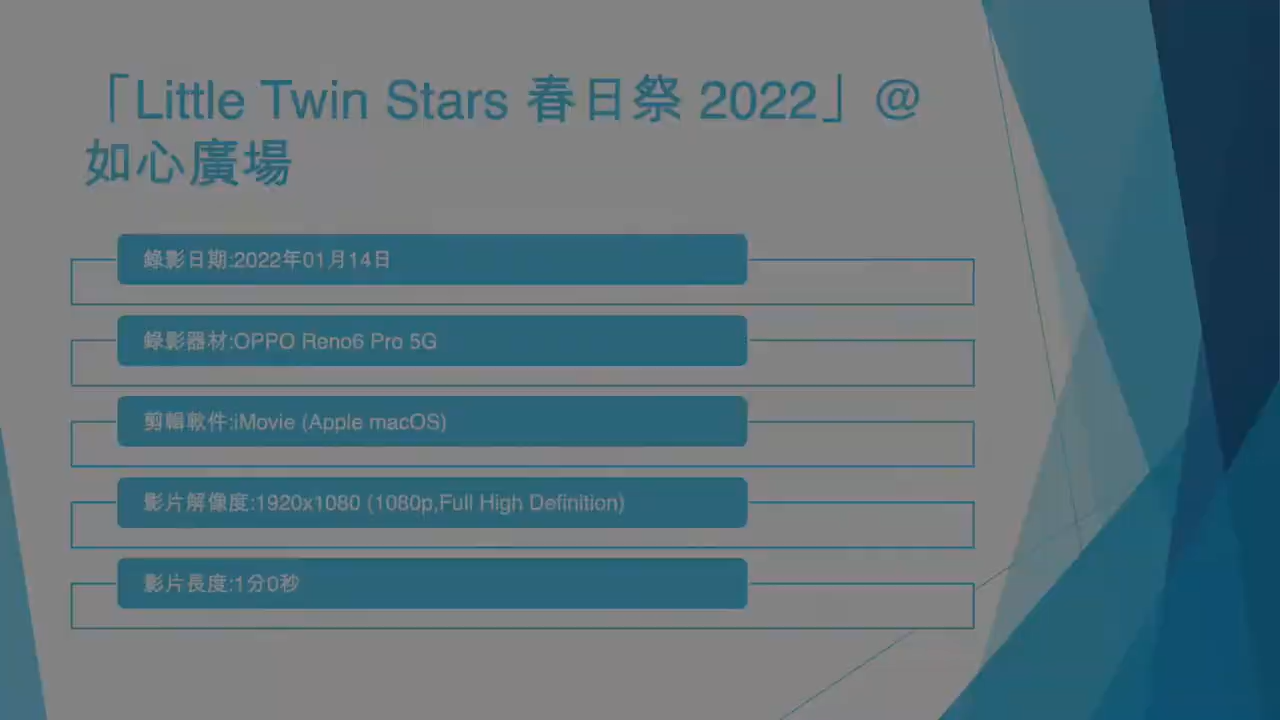 「Little Twin Stars 春日祭 2022」@
如心廣場
錄影日期:2022年01月14日
錄影器材:OPPO Reno6 Pro 5G
剪輯軟件:iMovie (Apple macOS)
影片解像度:1920x1080 (1080p,Full High Definition)
影片長度:1分0秒